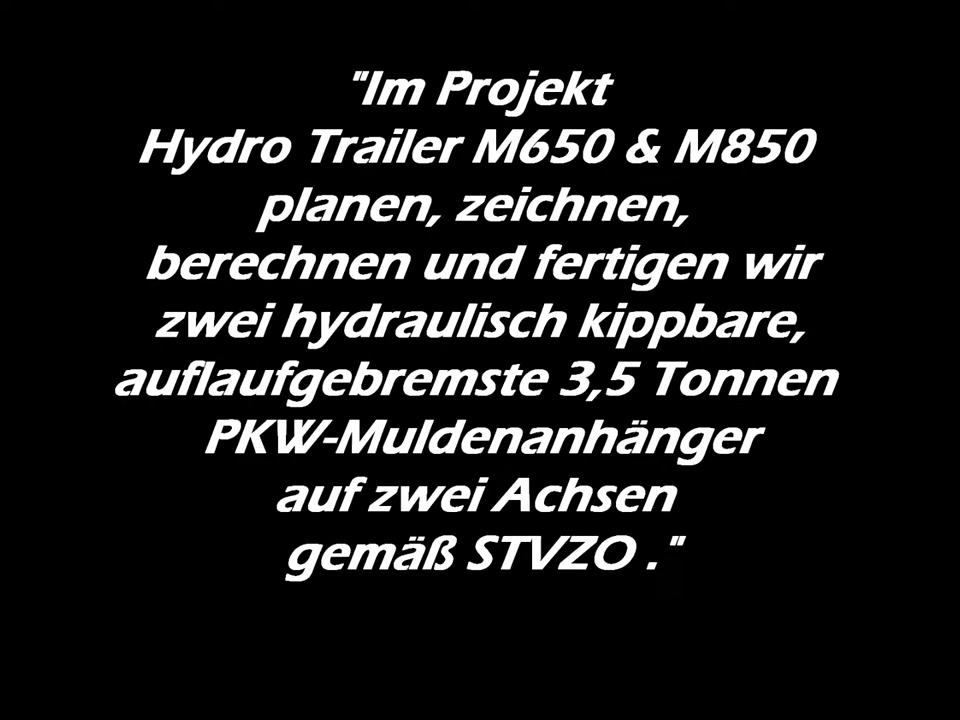 "Im Projekt
Hydro Trailer M650 & M850
planen, zeichnen,
berechnen und fertigen wir
zwei hydraulisch kippbare,
auflaufgebremste 3,5 Tonnen
PKW-Muldenanhänger
auf zwei Achsen
gemäß STVZO ."